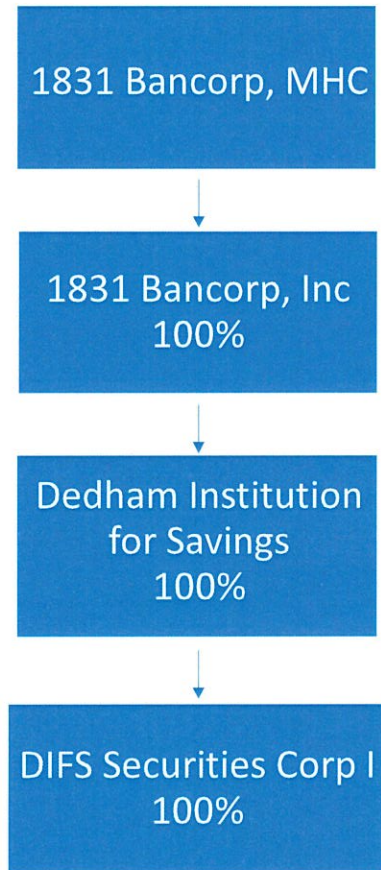 1831 Bancorp, MHC
1831 Bancorp, Inc
100%
Dedham Institution
for Savings
100%
DIFS Securities Corp I
100%